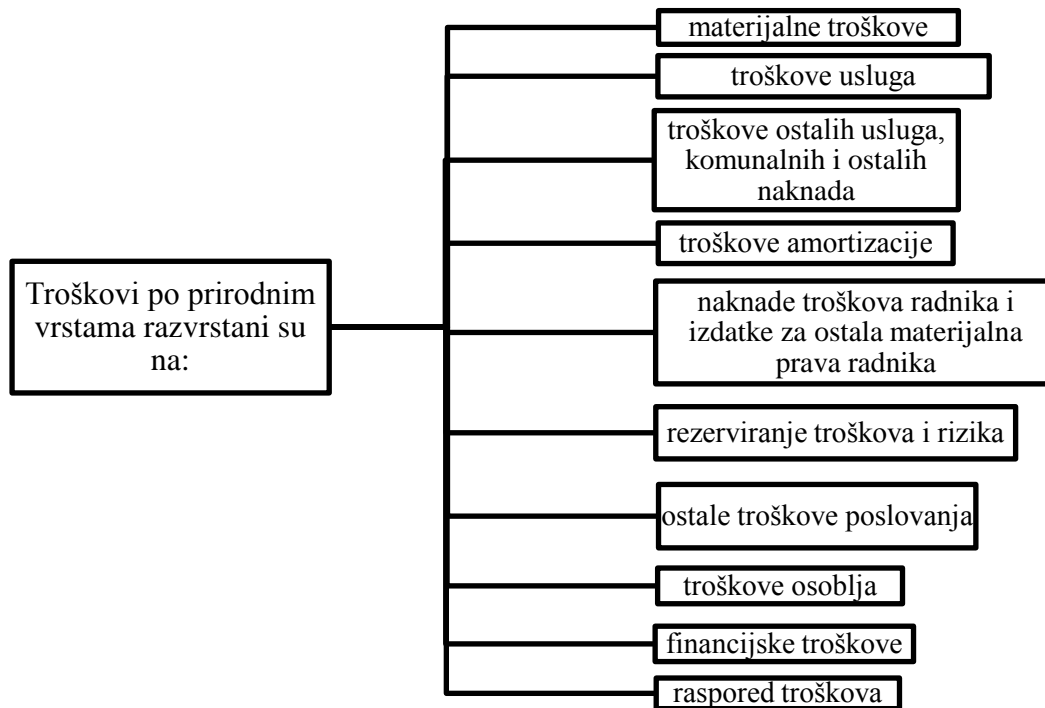 Troškovi po prirodnim
vrstama razvrstani su
na:
materijalne troškove
troškove usluga
troškove ostalih usluga,
komunalnih i ostalih
naknada
troškove amortizacije
naknade troškova radnika i
izdatke za ostala materijalna
prava radnika
rezerviranje troškova i rizika
ostale troškove poslovanja
troškove osoblja
financijske troškove
raspored troškova